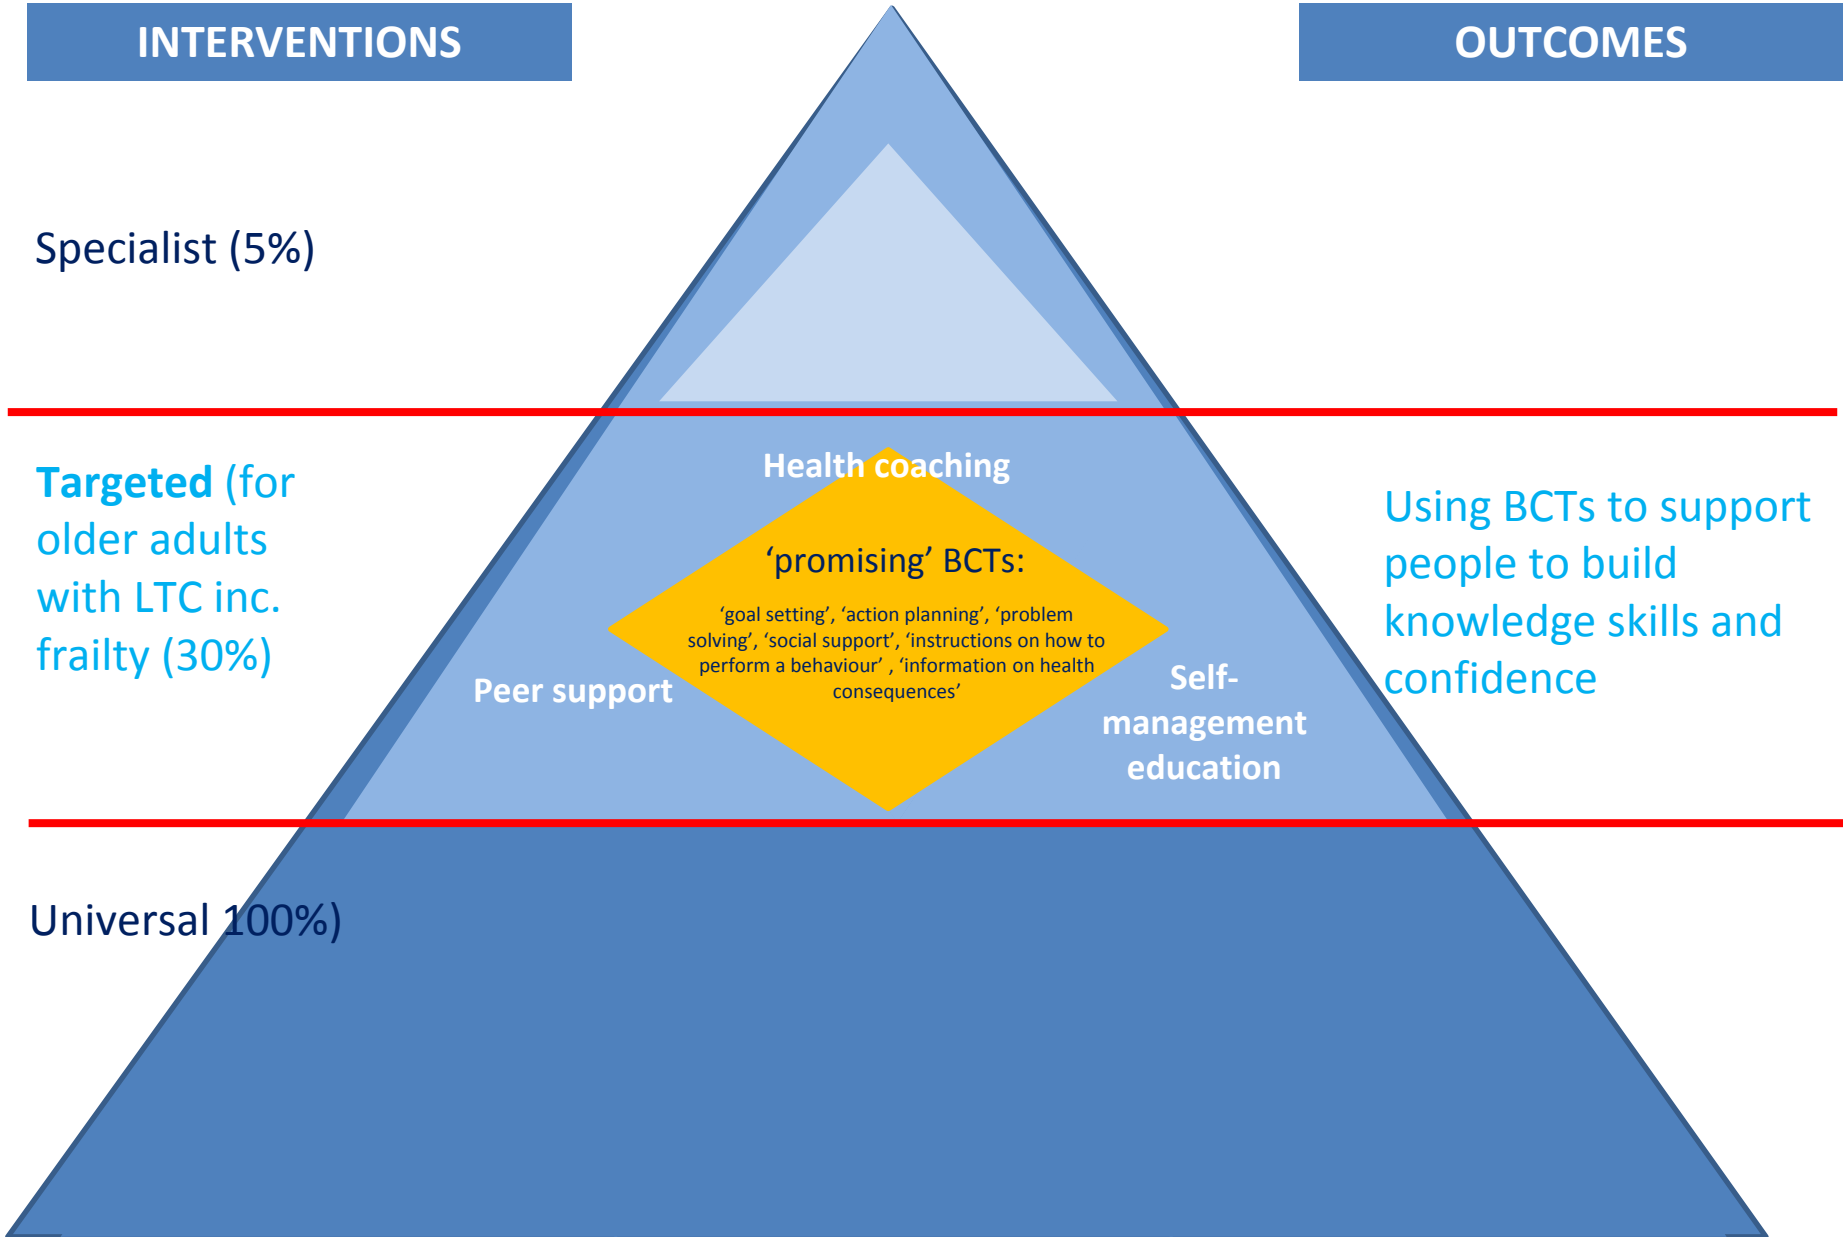 INTERVENTIONS
OUTCOMES
Specialist (5%)
Targeted (for
older adults
with LTC inc.
frailty (30%)
Health coaching
‘promising’ BCTs:
‘goal setting’, ‘action planning’, ‘problem
solving’, ‘social support’, ‘instructions on how to
perform a behaviour’ , ‘information on health
consequences’
Peer support
Self-
management
education
Using BCTs to support
people to build
knowledge skills and
confidence
Universal 100%)